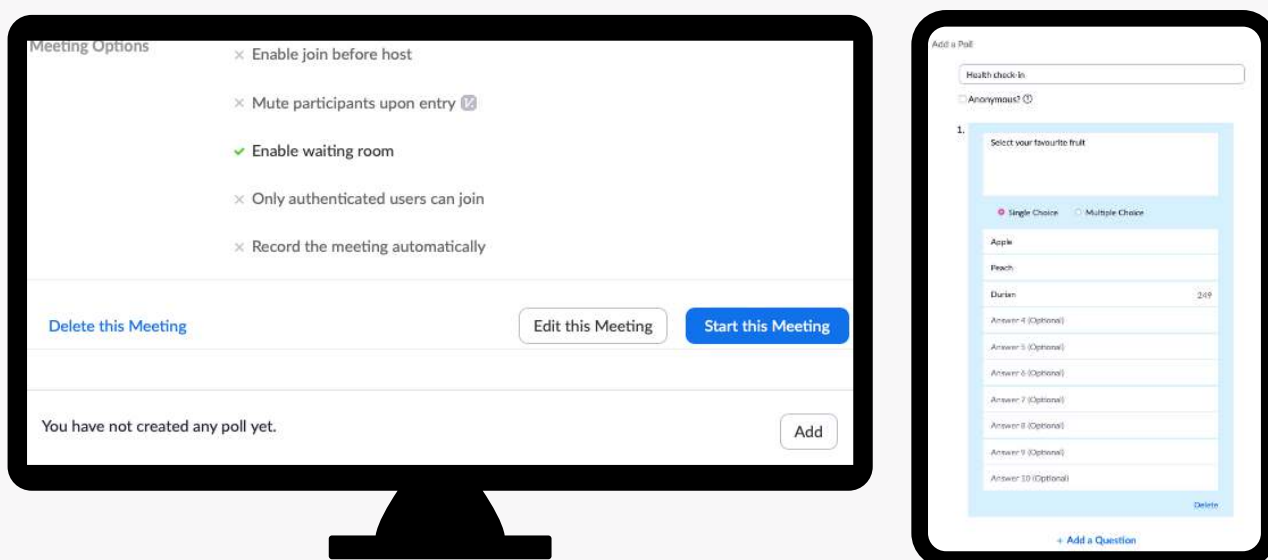 Meeting Options
Enable join before host
Mute participants upon entry
Enable waiting room
Only authenticated users can join
Record the meeting automatically
Delete this Meeting
Edit this Meeting
Start this Meeting
You have not created any poll yet.
Add
Add a Poll
Health check-in
Anonymous?
1.
Select your favourite fruit
Single Choice
Multiple Choice
Apple
Peach
Durian 249
Answer 4 (Optional)
Answer 5 (Optional)
Answer 6 (Optional)
Answer 7 (Optional)
Answer 8 (Optional)
Answer 9 (Optional)
Answer 10 (Optional)
Delete
+ Add a Question